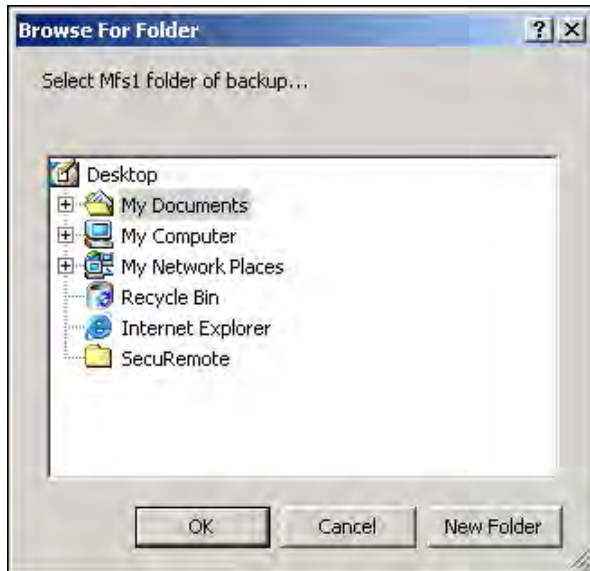 Browse For Folder
Select Mfs1 folder of backup...
Desktop
My Documents
My Computer
My Network Places
Recycle Bin
Internet Explorer
SecuRemote
OK Cancel New Folder